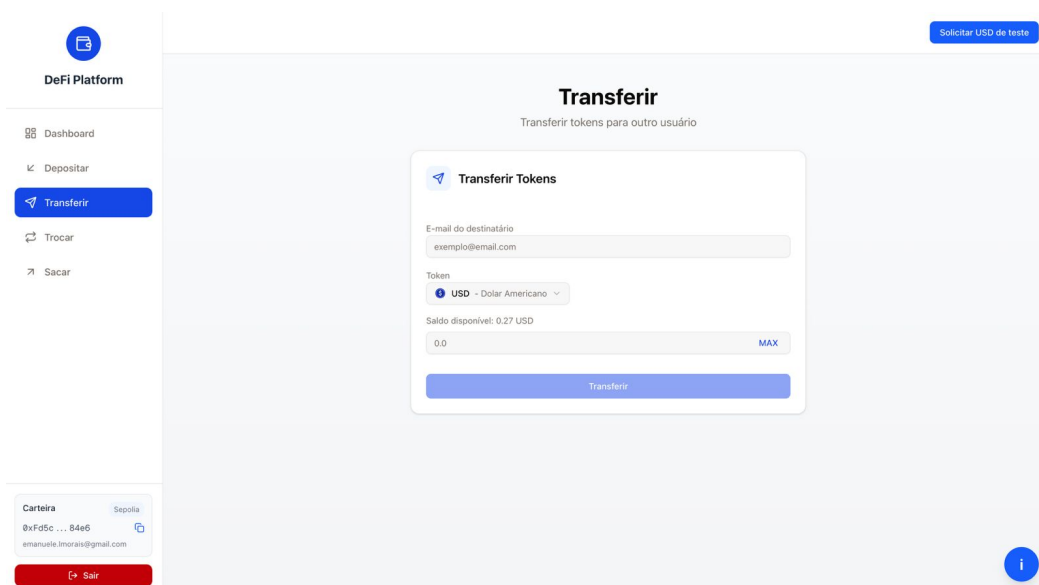 DeFi Platform
Dashboard
Depositar
Transferir
Trocar
Sacar
Carteira
Sepolia
0xFd5c ... 84e6
emanuele.lmorais@gmail.com
Sair
Solicitar USD de teste
Transferir
Transferir tokens para outro usuário
Transferir Tokens
E-mail do destinatário
exemplo@email.com
Token
USD - Dolar Americano
Saldo disponível: 0.27 USD
0.0 MAX
Transferir
i